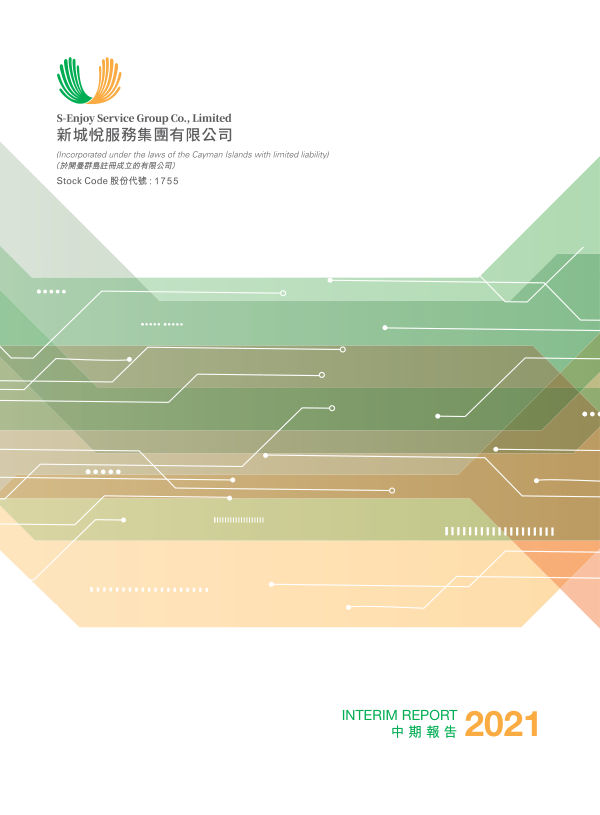 S-Enjoy Service Group Co., Limited
新城悅服務集團有限公司
(Incorporated under the laws of the Cayman Islands with limited liability)
(於開曼群島註冊成立的有限公司)
Stock Code 股份代號 : 1755
INTERIM REPORT
中期報告
2021